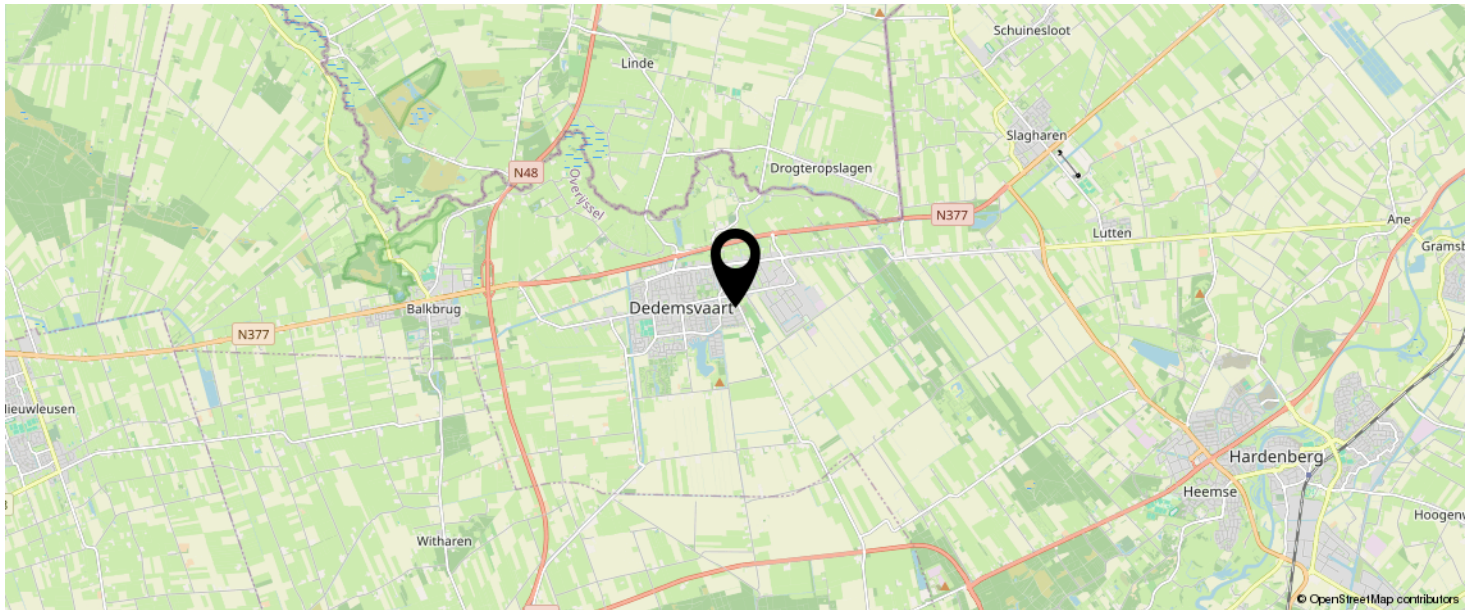 Schuinesloot
Linde
Slagharen
N48
Drogteropslagen
Overijssel
N377
Ane
Lutten
Gramsb
Dedemsvaart
Balkbrug
N377
Nieuwleusen
Hardenberg
Heemse
Hoogenw
Witharen
© OpenStreetMap contributors